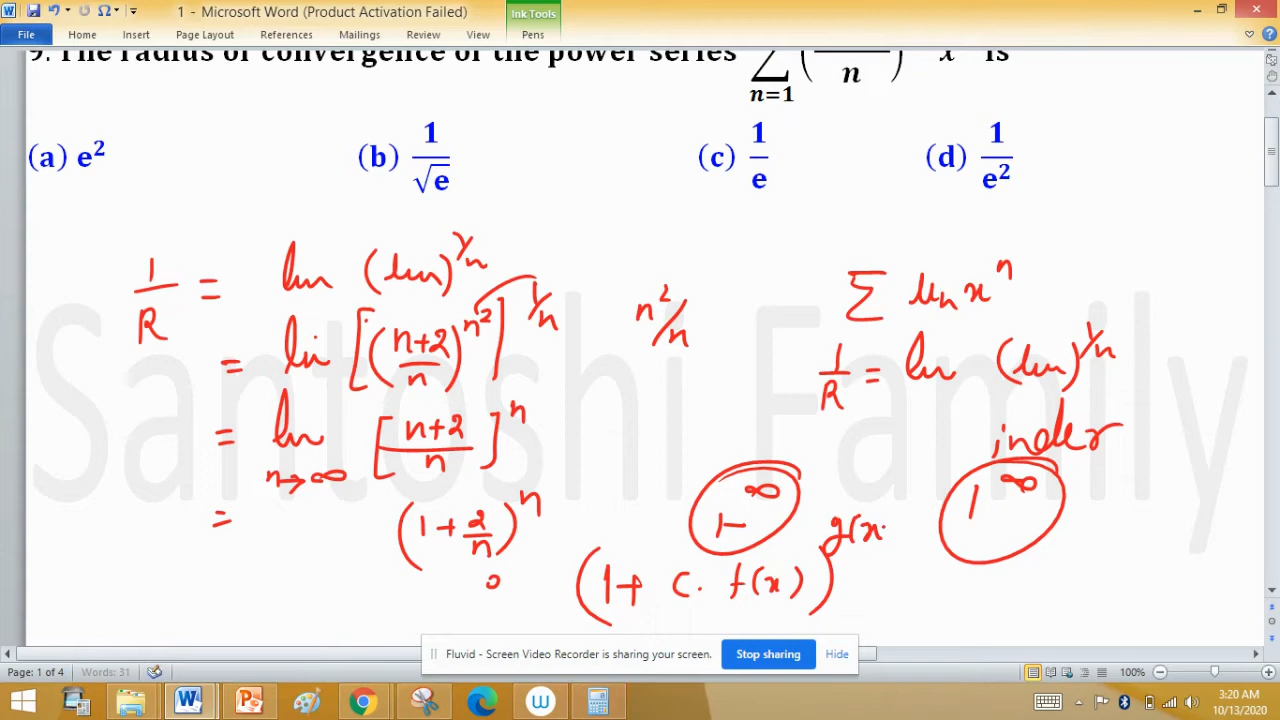 1 - Microsoft Word (Product Activation Failed)
Ink Tools
File Home Insert Page Layout References Mailings Review View Pens
9. The radius of convergence of the power series ∑ n=1 ( / n) x is
(a) e² (b) 1/√e (c) 1/e (d) 1/e²
1/R = lim (un)^1/n
= lim [((n+2)/n)^n²]^1/n n²/n
= lim n→∞ [(n+2)/n]^n
= (1+2/n)^n
0
∑ un xⁿ
1/R = lim (un)^1/n
inder
1^∞ 1^∞
(1+ c. f(x))^g(x
Santoshi Family
Fluvid - Screen Video Recorder is sharing your screen. Stop sharing Hide
Page: 1 of 4 Words: 31 100%
3:20 AM
10/13/2020